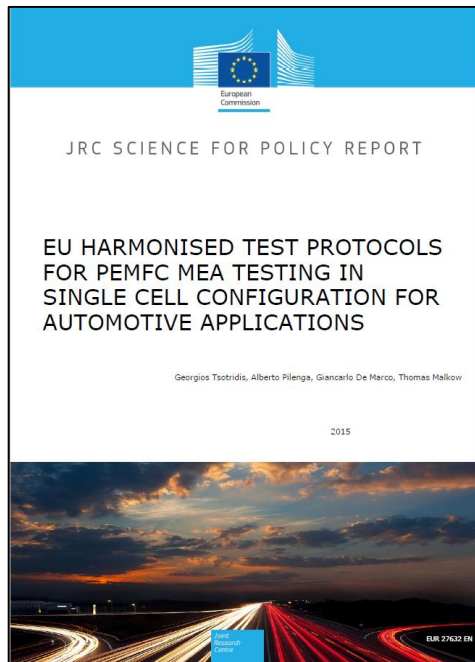 European
Commission
JRC SCIENCE FOR POLICY REPORT
EU HARMONISED TEST PROTOCOLS
FOR PEMFC MEA TESTING IN
SINGLE CELL CONFIGURATION FOR
AUTOMOTIVE APPLICATIONS
Georgios Tsotridis, Alberto Pilenga, Giancarlo De Marco, Thomas Malkow
2015
Joint
Research
Centre
EUR 27632 EN